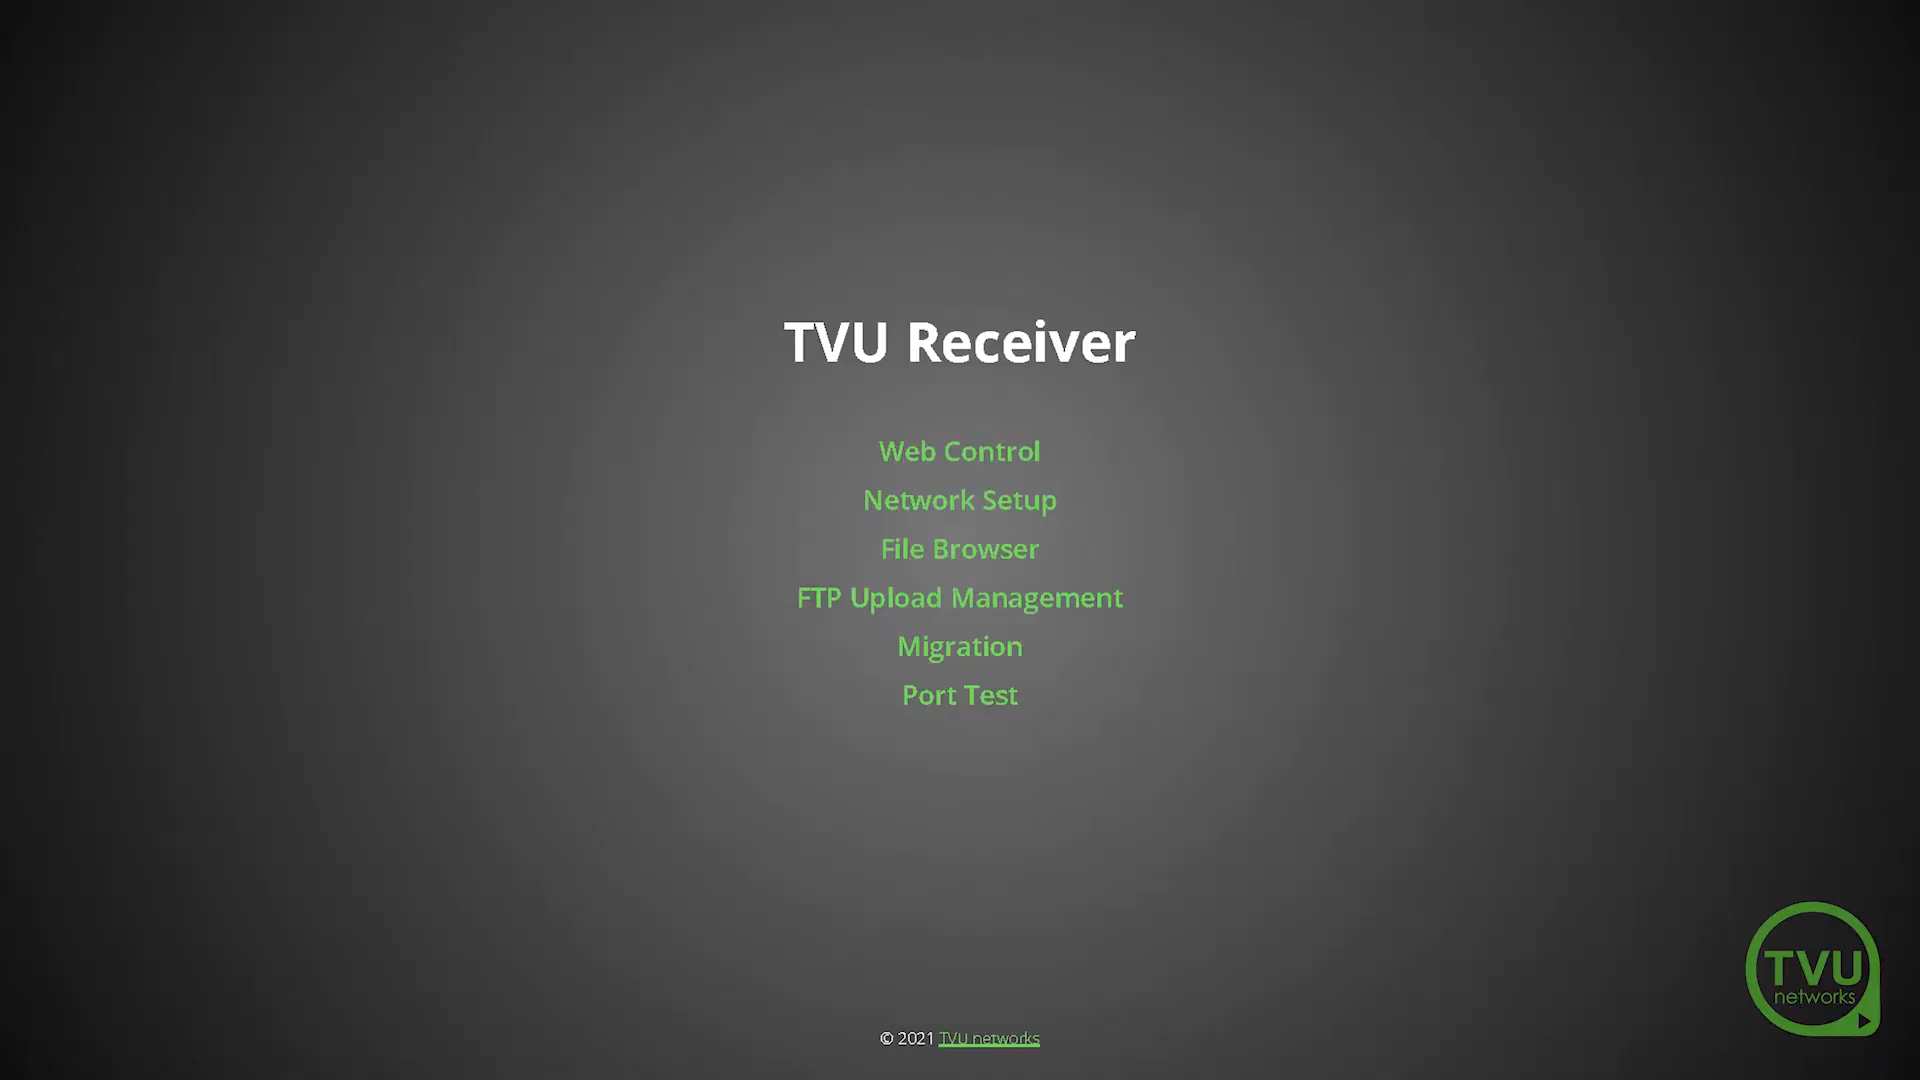 TVU Receiver
Web Control
Network Setup
File Browser
FTP Upload Management
Migration
Port Test
TVU
networks
© 2021 TVU networks